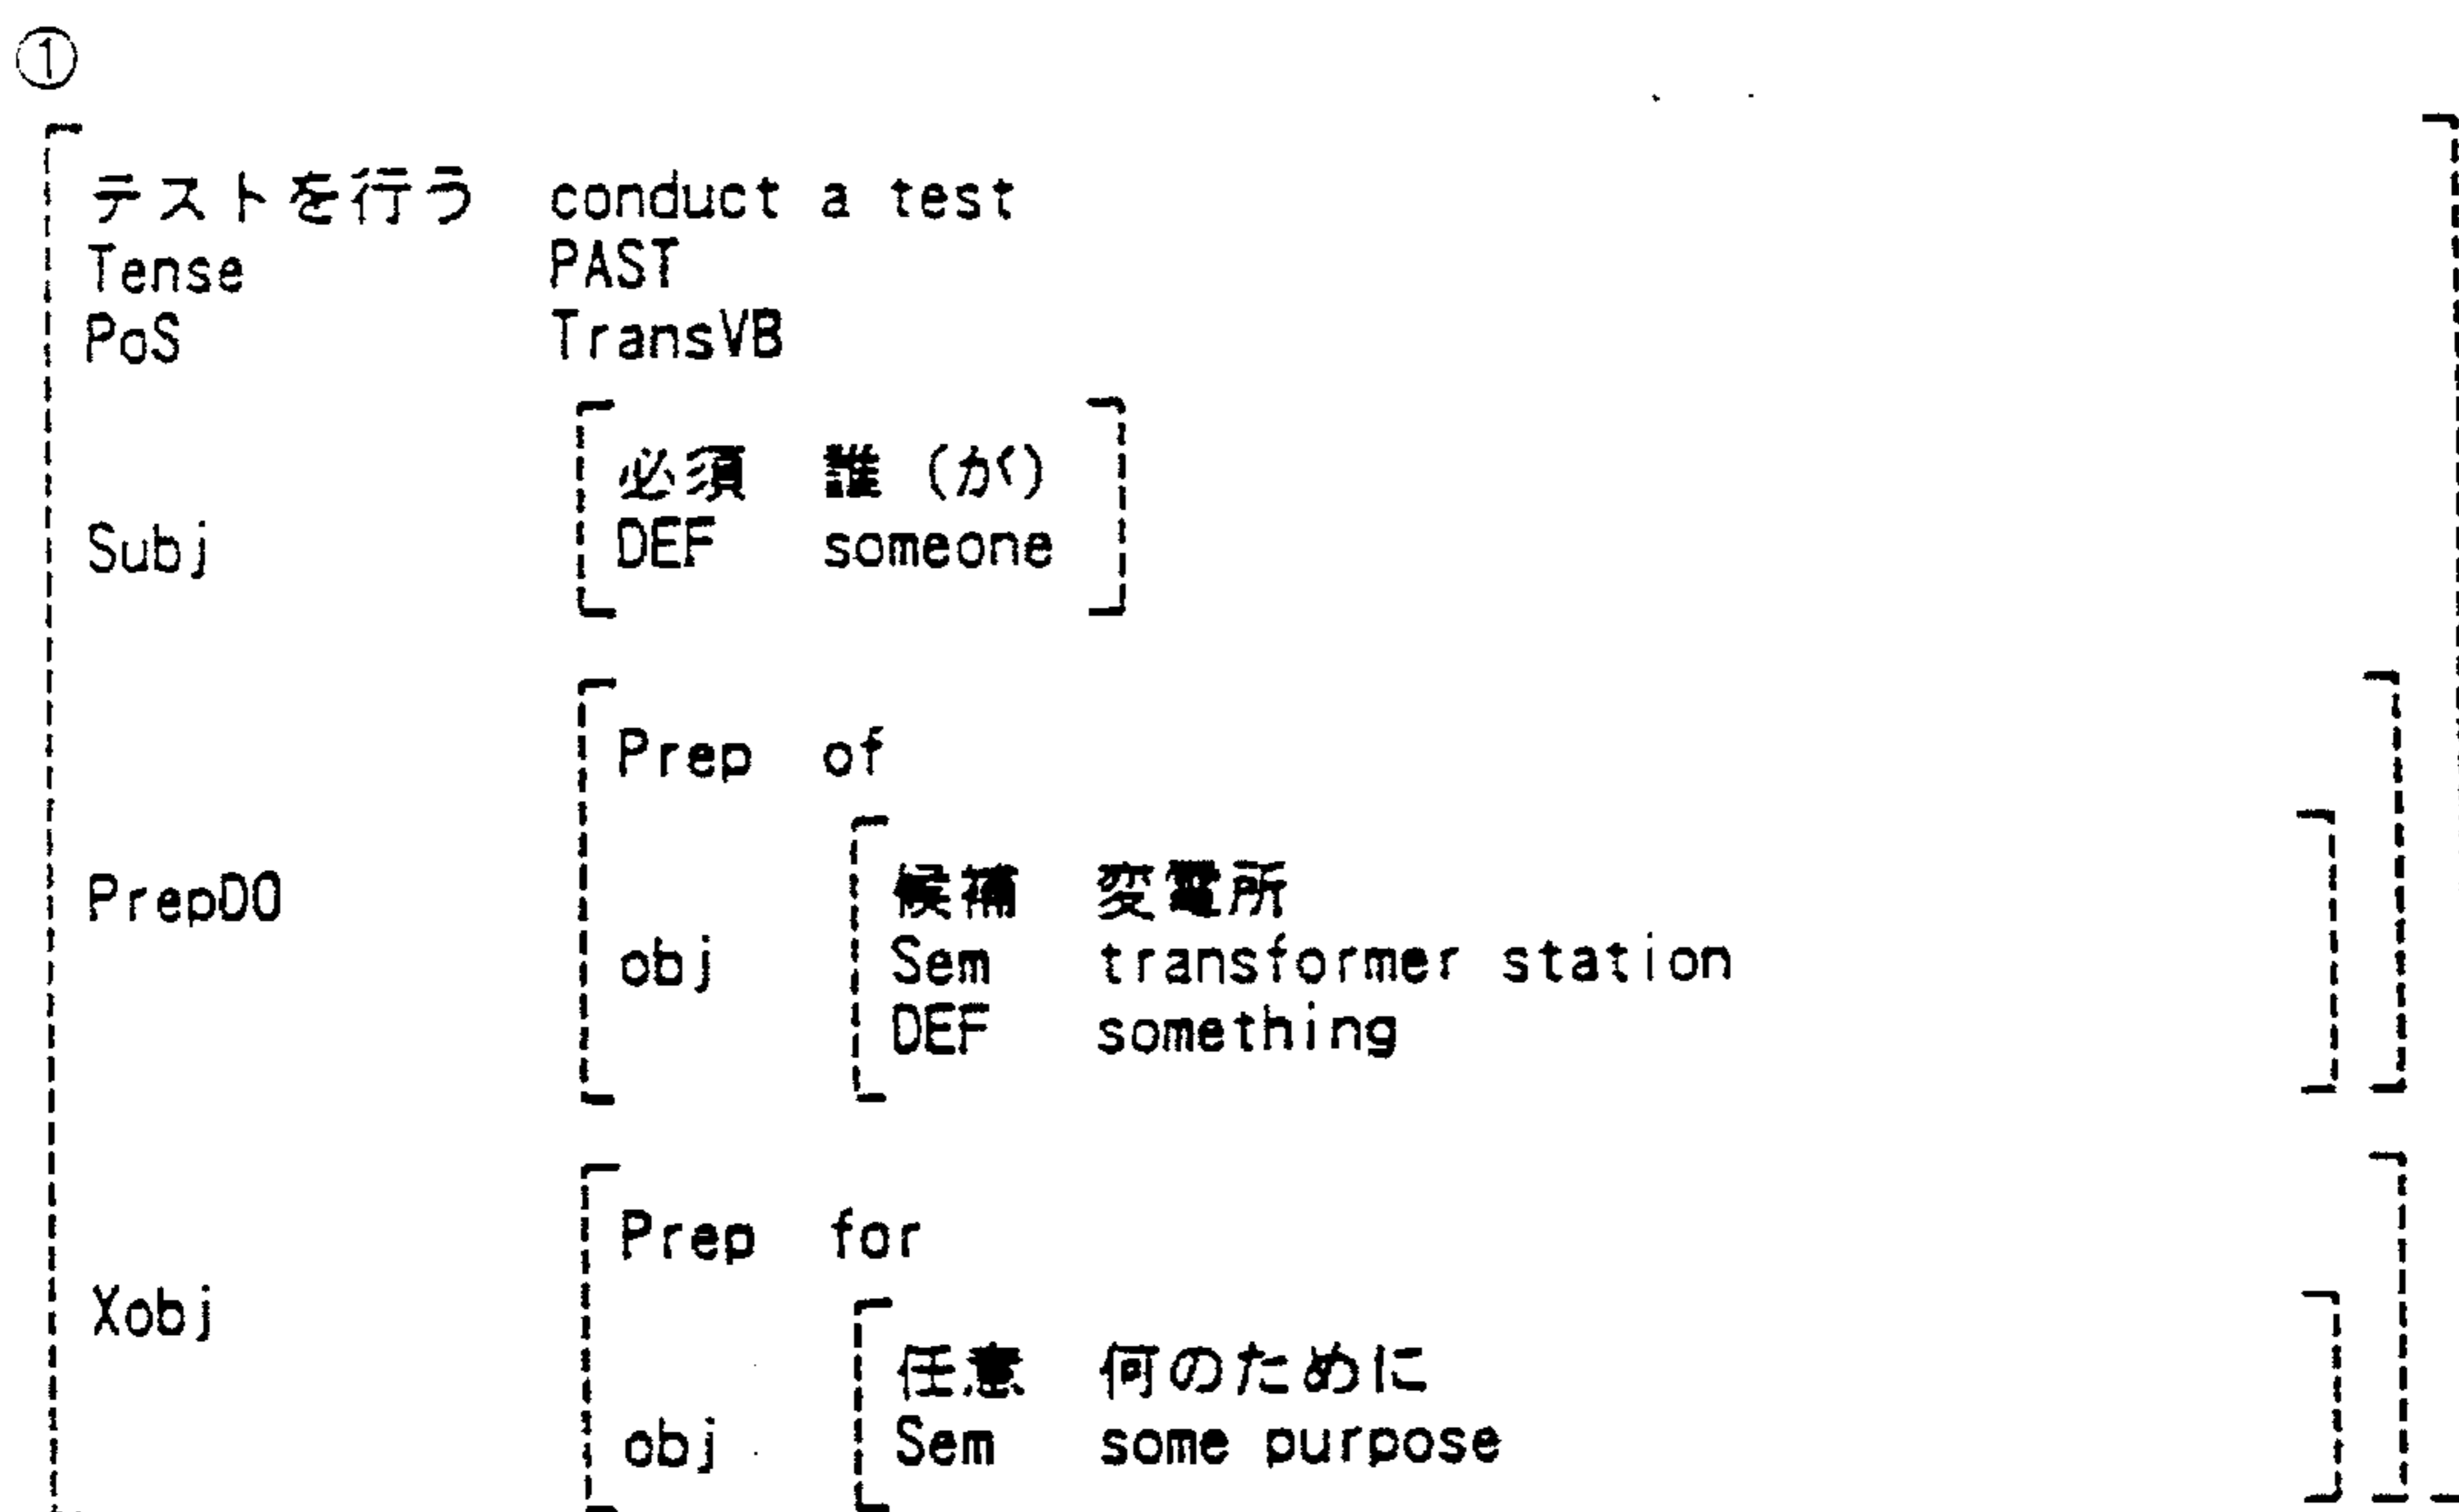 ①
テストを行う conduct a test
Tense PAST
PoS TransVB
必須 誰(が)
Subj DEF someone
Prep of
候補 変電所
PrepDO
obj Sem transformer station
DEF something
Prep for
Xobj
任意 何のために
obj Sem some purpose